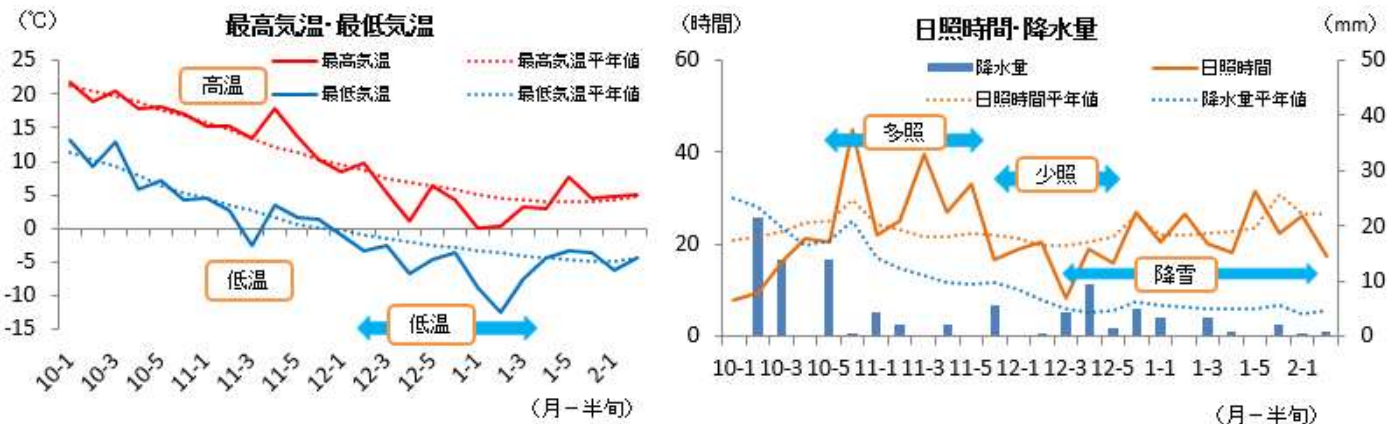 (℃)
最高気温・最低気温
25
20
15
10
5
0
-5
-10
-15
最高気温
最高気温平年値
最低気温
最低気温平年値
高温
低温
低温
10-1
10-3
10-5
11-1
11-3
11-5
12-1
12-3
12-5
1-1
1-3
1-5
2-1
(月－半旬)
(時間)
日照時間・降水量
(mm)
60
40
20
0
50
40
30
20
10
0
降水量
日照時間
日照時間平年値
降水量平年値
多照
少照
降雪
10-1
10-3
10-5
11-1
11-3
11-5
12-1
12-3
12-5
1-1
1-3
1-5
2-1
(月－半旬)